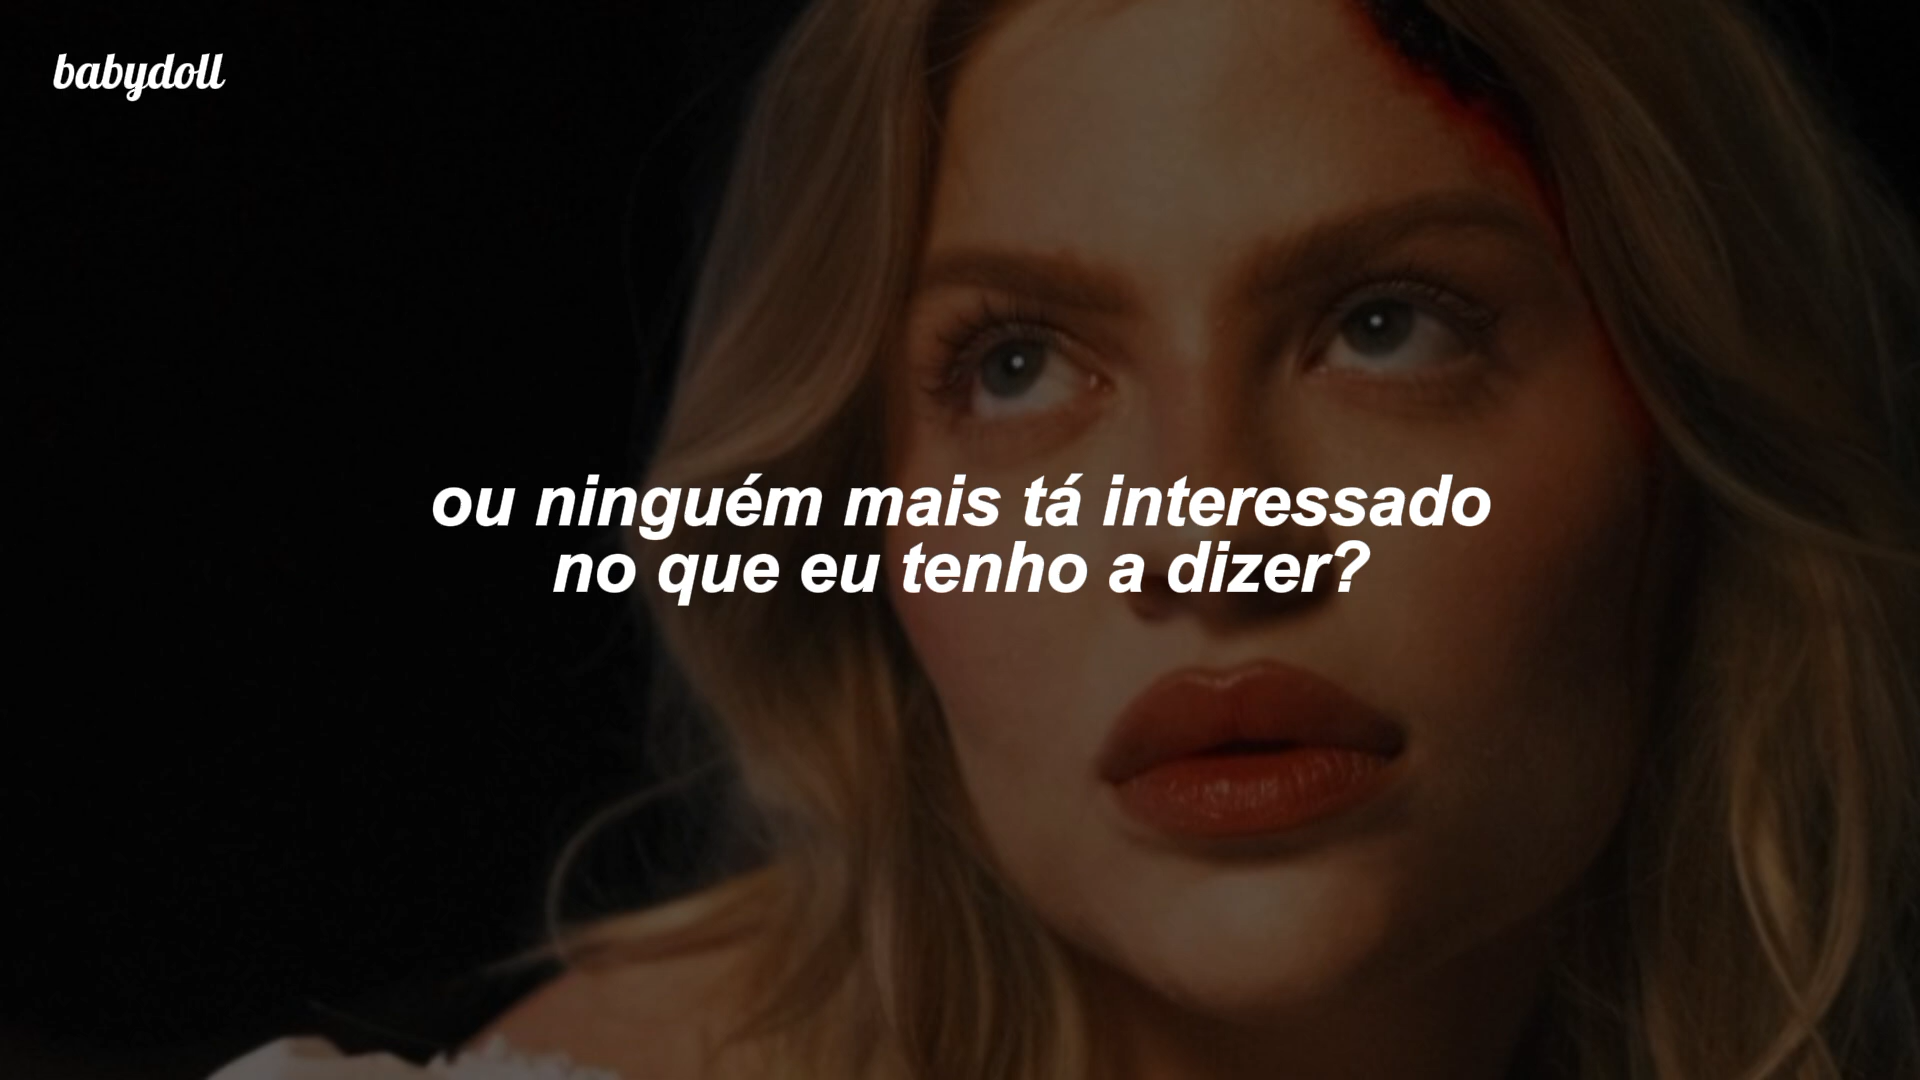 babydoll
ou ninguém mais tá interessado
no que eu tenho a dizer?